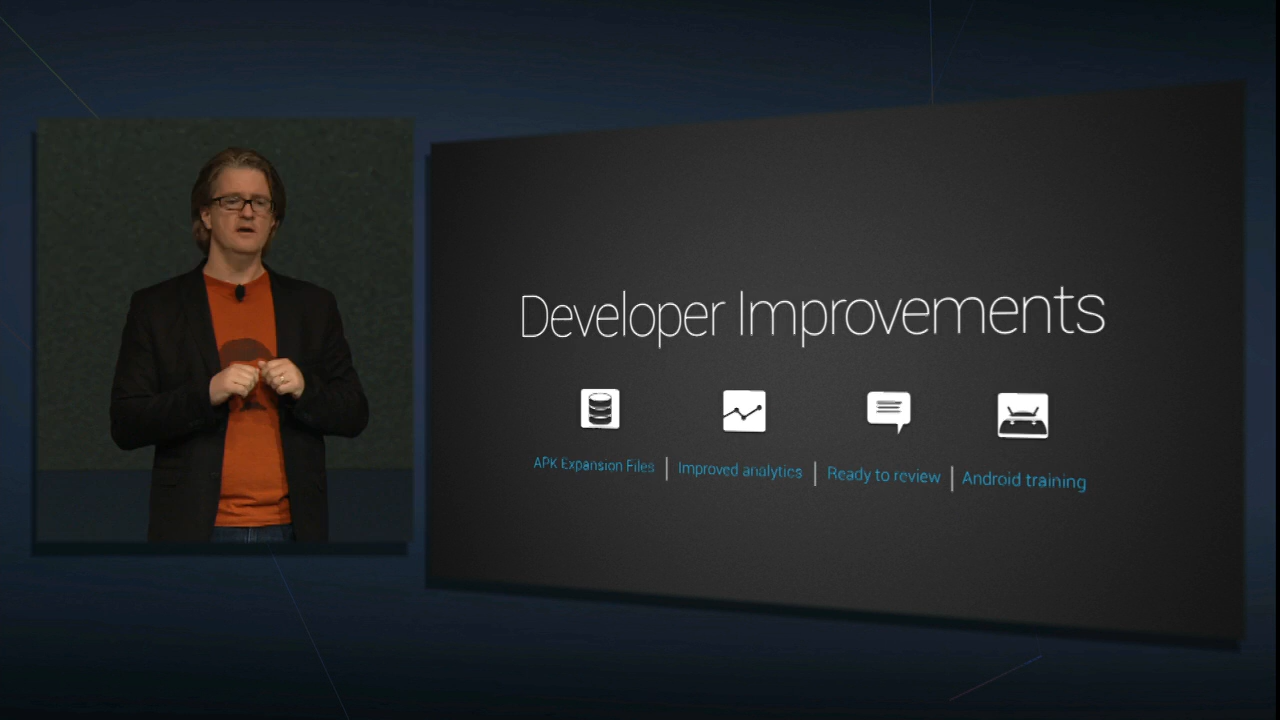 Developer Improvements
APK Expansion Files | Improved analytics | Ready to review | Android training